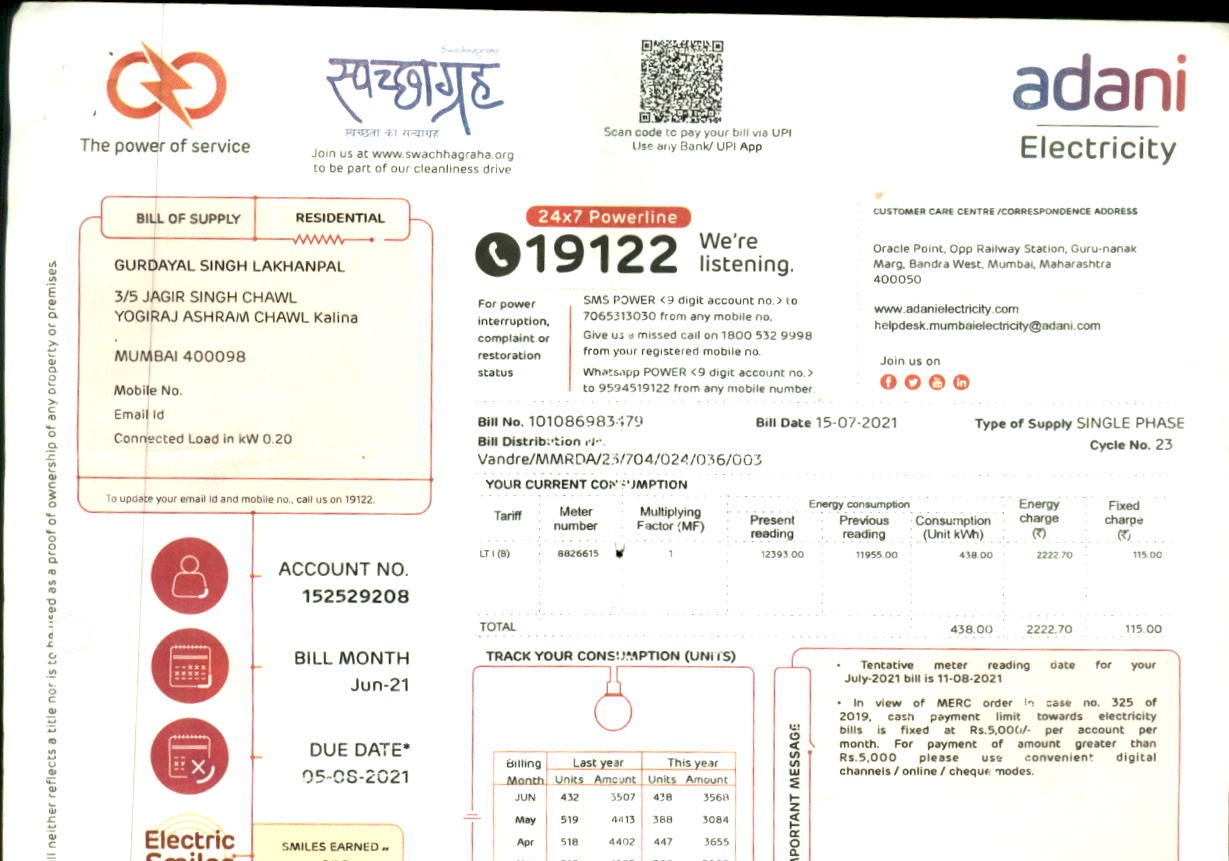 The power of service
Swachhagraha
स्वच्छाग्रह
स्वच्छता का सत्याग्रह
Join us at www.swachhagraha.org
to be part of our cleanliness drive
Scan code to pay your bill via UPI
Use any Bank/ UPI App
adani
Electricity
BILL OF SUPPLY RESIDENTIAL
GURDAYAL SINGH LAKHANPAL
3/5 JAGIR SINGH CHAWL
YOGIRAJ ASHRAM CHAWL Kalina
.
MUMBAI 400098
Mobile No.
Email Id
Connected Load in kW 0.20
To update your email Id and mobile no., call us on 19122.
24x7 Powerline
19122 We're
listening.
For power
interruption,
complaint or
restoration
status
SMS POWER <9 digit account no.> to
7065313030 from any mobile no.
Give us a missed call on 1800 532 9998
from your registered mobile no.
Whatsapp POWER <9 digit account no.>
to 9594519122 from any mobile number.
CUSTOMER CARE CENTRE /CORRESPONDENCE ADDRESS
Oracle Point, Opp Railway Station, Guru-nanak
Marg, Bandra West, Mumbai, Maharashtra
400050
www.adanielectricity.com
helpdesk.mumbaielectricity@adani.com
Join us on
Bill No. 101086983479 Bill Date 15-07-2021 Type of Supply SINGLE PHASE
Bill Distribution
Cycle No. 23
Vandre/MMRDA/23/704/024/036/003
YOUR CURRENT CONSUMPTION
Tariff Meter number Multiplying Factor (MF) Energy consumption Present reading Previous reading Consumption (Unit kWh) Energy charge (₹) Fixed charge (₹)
LT I (B) 8826615 1 12393.00 11955.00 438.00 2222.70 115.00
TOTAL 438.00 2222.70 115.00
ACCOUNT NO.
152529208
BILL MONTH
Jun-21
DUE DATE*
05-08-2021
Electric
Smiles
SMILES EARNED
TRACK YOUR CONSUMPTION (UNITS)
Billing Last year This year
Month Units Amount Units Amount
JUN 432 3507 438 3568
May 519 4413 388 3084
Apr 518 4402 447 3655
IMPORTANT MESSAGE
• Tentative meter reading date for your
July-2021 bill is 11-08-2021
• In view of MERC order in case no. 325 of
2019, cash payment limit towards electricity
bills is fixed at Rs.5,000/- per account per
month. For payment of amount greater than
Rs.5,000 please use convenient digital
channels / online / cheque modes.
ll neither reflects a title nor is to be used as a proof of ownership of any property or premises.